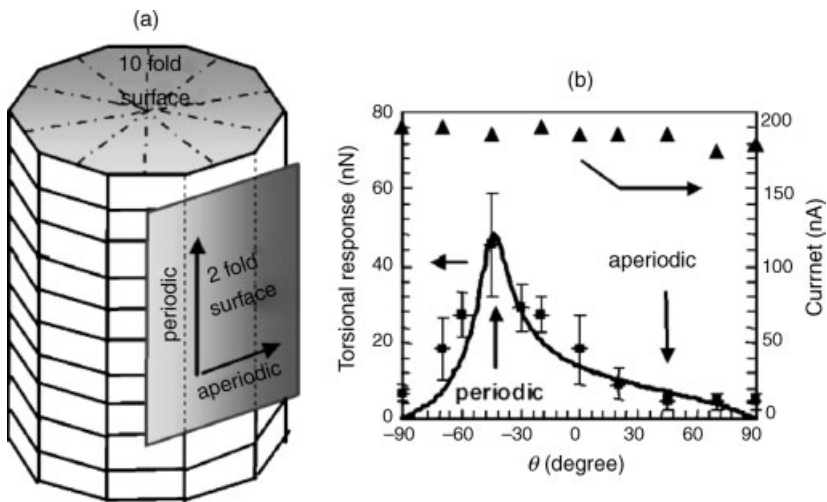 (a)
10 fold
surface
periodic
2 fold
surface
aperiodic
(b)
80
60
40
20
0
Torsional response (nN)
200
150
100
50
0
Currnet (nA)
aperiodic
periodic
−90 −60 −30 0 30 60 90
θ (degree)